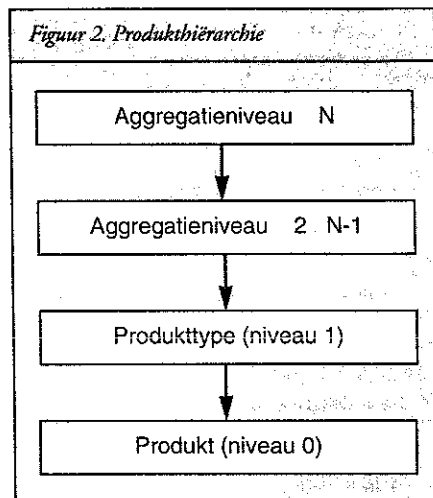 Figuur 2. Produkthiërarchie
Aggregatieniveau N
Aggregatieniveau 2 N-1
Produkttype (niveau 1)
Produkt (niveau 0)